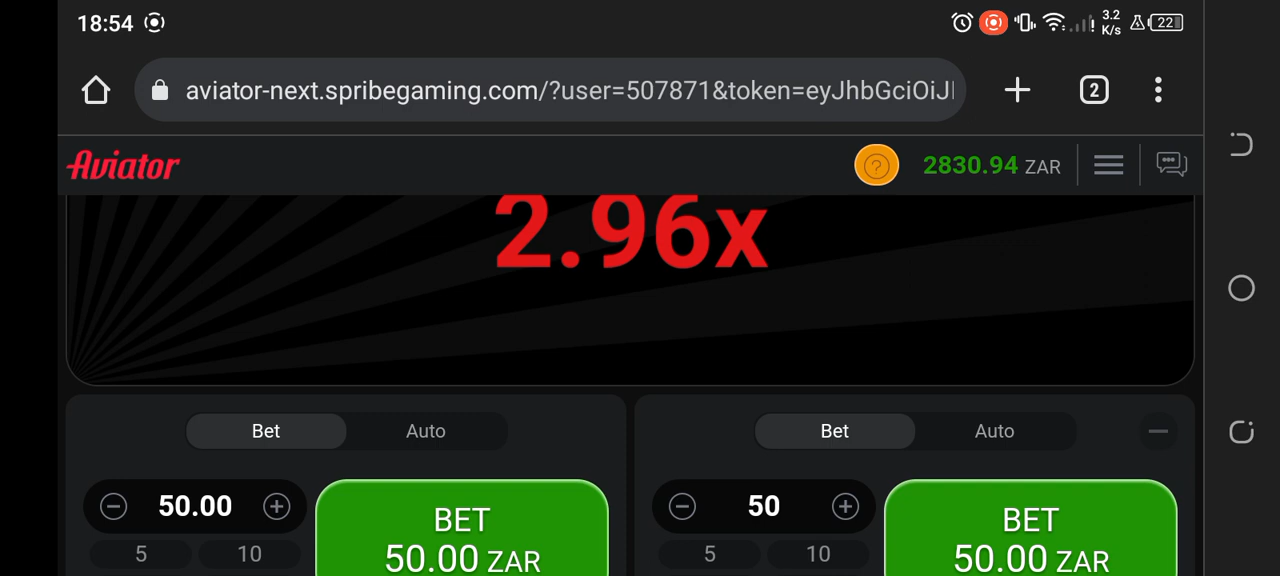 18:54
3.2
K/s
22
aviator-next.spribegaming.com/?user=507871&token=eyJhbGciOiJ
2
Aviator
?
2830.94 ZAR
2.96x
Bet Auto
Bet Auto
50.00
BET
50.00 ZAR
50
BET
50.00 ZAR
5 10
5 10